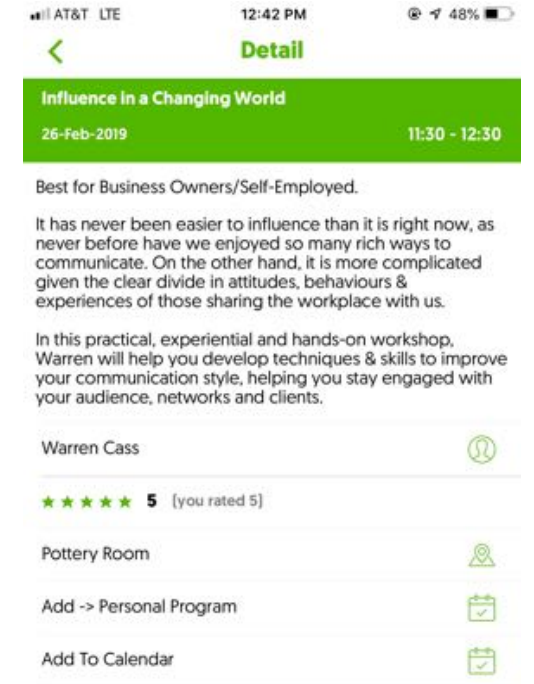 AT&T LTE 12:42 PM 48%
Detail
Influence in a Changing World
26-Feb-2019 11:30 - 12:30
Best for Business Owners/Self-Employed.
It has never been easier to influence than it is right now, as
never before have we enjoyed so many rich ways to
communicate. On the other hand, it is more complicated
given the clear divide in attitudes, behaviours &
experiences of those sharing the workplace with us.
In this practical, experiential and hands-on workshop,
Warren will help you develop techniques & skills to improve
your communication style, helping you stay engaged with
your audience, networks and clients.
Warren Cass
5 (you rated 5)
Pottery Room
Add -> Personal Program
Add To Calendar